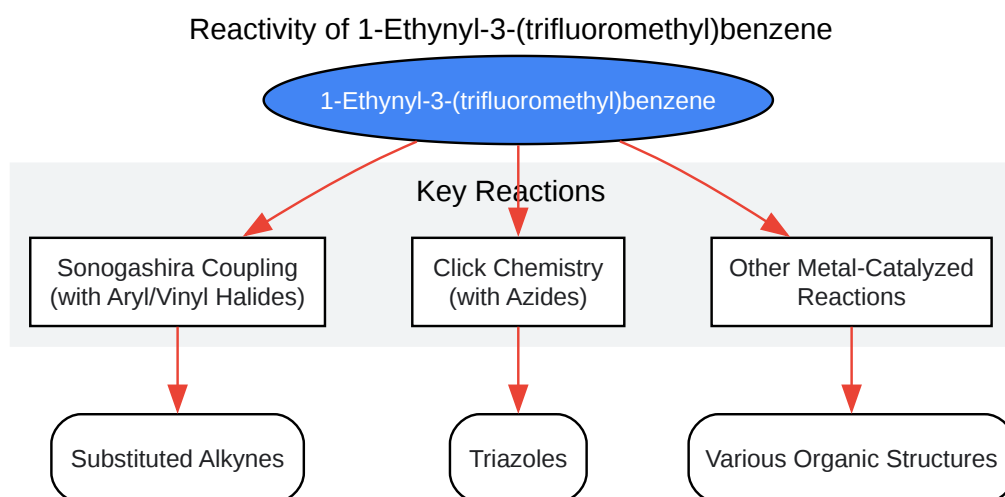 Reactivity of 1-Ethynyl-3-(trifluoromethyl)benzene
1-Ethynyl-3-(trifluoromethyl)benzene
Key Reactions
Sonogashira Coupling
(with Aryl/Vinyl Halides)
Click Chemistry
(with Azides)
Other Metal-Catalyzed
Reactions
Substituted Alkynes
Triazoles
Various Organic Structures